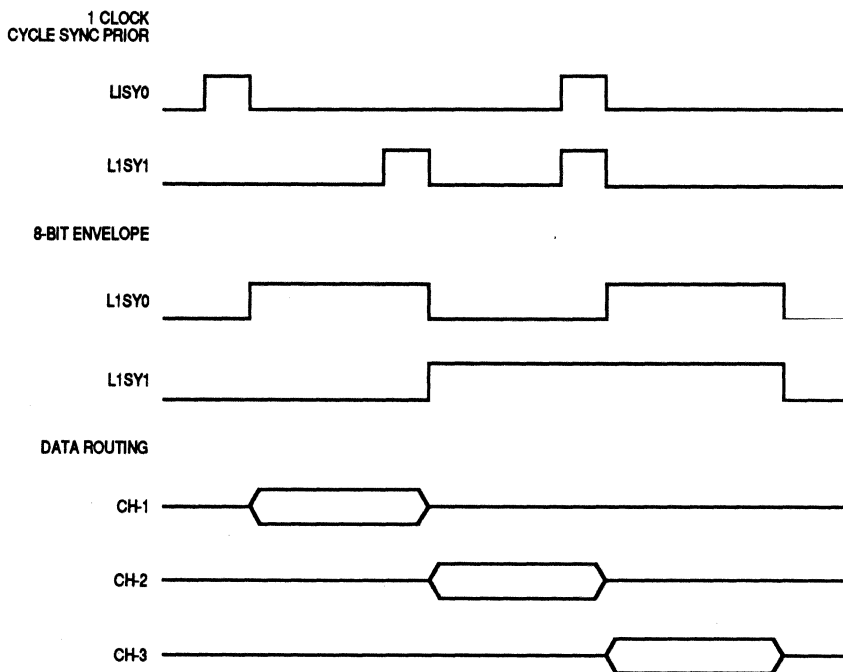 1 CLOCK
CYCLE SYNC PRIOR
LISY0
L1SY1
8-BIT ENVELOPE
L1SY0
L1SY1
DATA ROUTING
CH-1
CH-2
CH-3